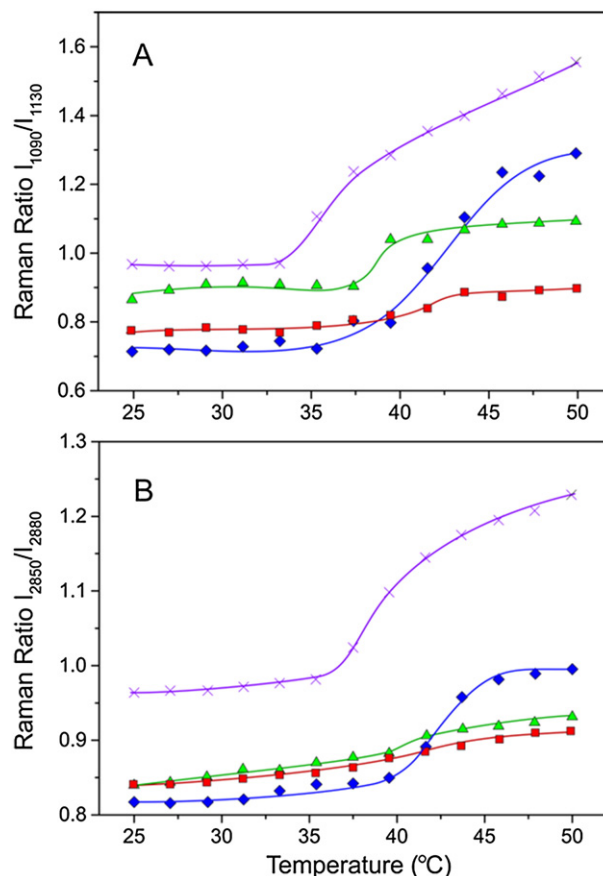 A
Raman Ratio I1090/I1130
1.6
1.4
1.2
1.0
0.8
0.6
25 30 35 40 45 50
B
Raman Ratio I2850/I2880
1.3
1.2
1.1
1.0
0.9
0.8
25 30 35 40 45 50
Temperature (ºC)